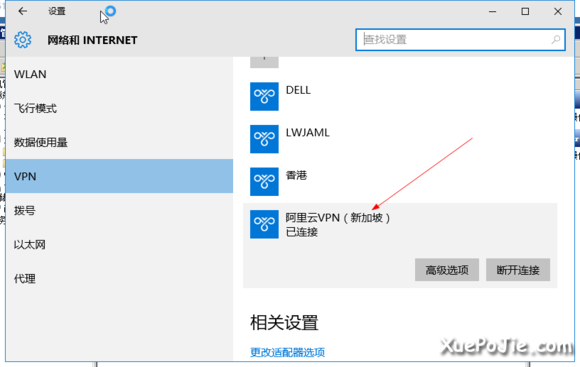 设置
网络和 INTERNET
查找设置
WLAN
飞行模式
数据使用量
VPN
拨号
以太网
代理
DELL
LWJAML
香港
阿里云VPN（新加坡）
已连接
高级选项
断开连接
相关设置
更改适配器选项
XuePoJie.com